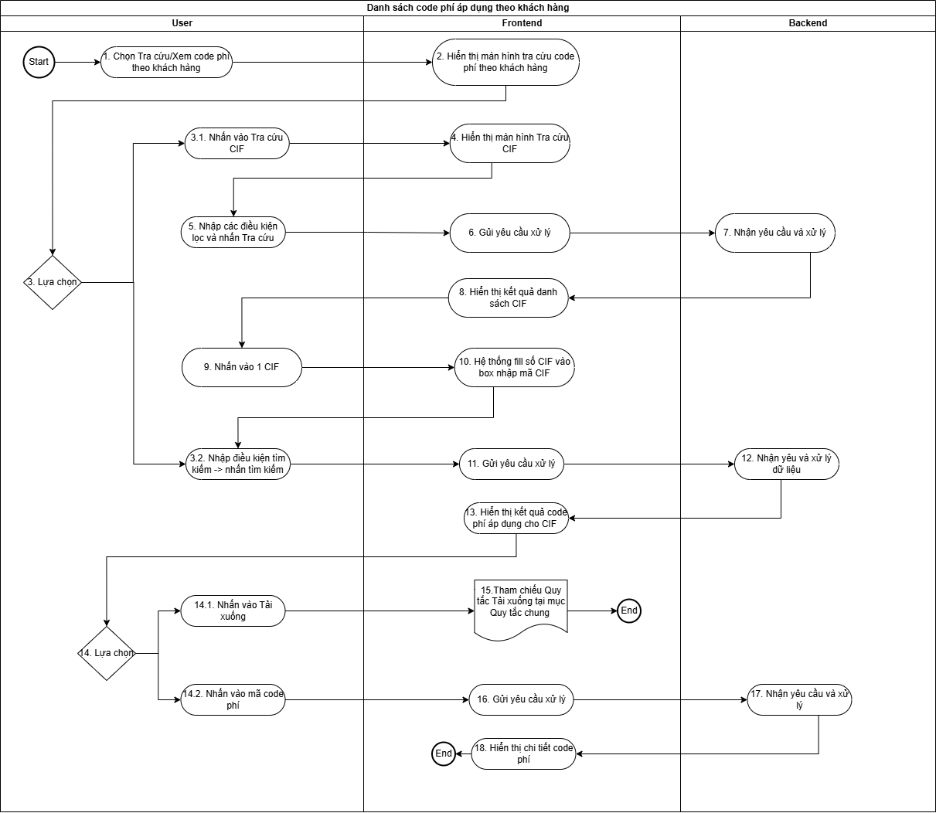 Danh sách code phí áp dụng theo khách hàng
User
Frontend
Backend
Start
1. Chọn Tra cứu/Xem code phí
theo khách hàng
2. Hiển thị màn hình tra cứu code
phí theo khách hàng
3.1. Nhấn vào Tra cứu
CIF
4. Hiển thị màn hình Tra cứu
CIF
5. Nhập các điều kiện
lọc và nhấn Tra cứu
6. Gửi yêu cầu xử lý
7. Nhận yêu cầu và xử lý
3. Lựa chọn
8. Hiển thị kết quả danh
sách CIF
9. Nhấn vào 1 CIF
10. Hệ thống fill số CIF vào
box nhập mã CIF
3.2. Nhập điều kiện tìm
kiếm -> nhấn tìm kiếm
11. Gửi yêu cầu xử lý
12. Nhận yêu và xử lý
dữ liệu
13. Hiển thị kết quả code
phí áp dụng cho CIF
14.1. Nhấn vào Tải
xuống
15.Tham chiếu Quy
tắc Tải xuống tại mục
Quy tắc chung
End
14. Lựa chọn
14.2. Nhấn vào mã code
phí
16. Gửi yêu cầu xử lý
17. Nhận yêu cầu và xử
lý
End
18. Hiển thị chi tiết code
phí